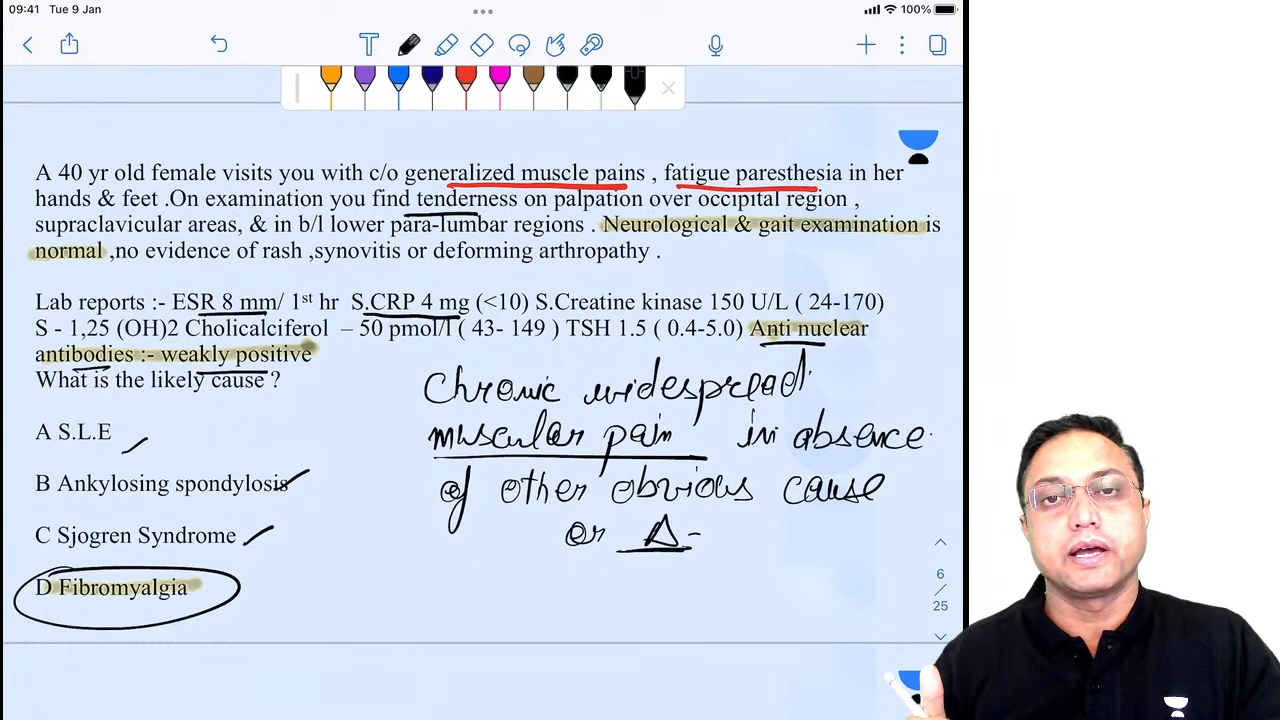 09:41 Tue 9 Jan
100%
T
A 40 yr old female visits you with c/o generalized muscle pains , fatigue paresthesia in her
hands & feet .On examination you find tenderness on palpation over occipital region ,
supraclavicular areas, & in b/l lower para-lumbar regions . Neurological & gait examination is
normal ,no evidence of rash ,synovitis or deforming arthropathy .
Lab reports :- ESR 8 mm/ 1st hr S.CRP 4 mg (<10) S.Creatine kinase 150 U/L ( 24-170)
S - 1,25 (OH)2 Cholicalciferol – 50 pmol/l ( 43- 149 ) TSH 1.5 ( 0.4-5.0) Anti nuclear
antibodies :- weakly positive
What is the likely cause ?
Chronic widespread
muscular pain in absence
of other obvious cause
or Δ-
A S.L.E
B Ankylosing spondylosis
C Sjogren Syndrome
D Fibromyalgia
6
/
25